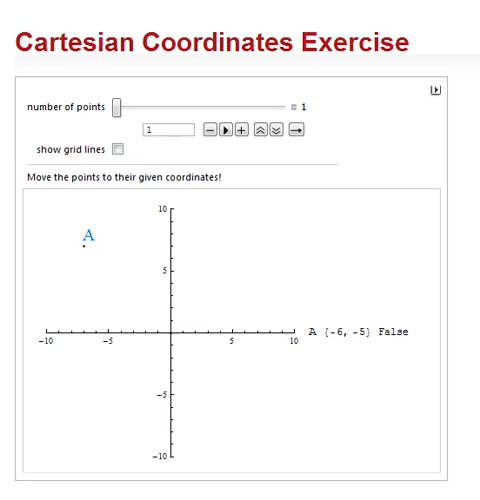 Cartesian Coordinates Exercise
number of points 1
1
show grid lines
Move the points to their given coordinates!
10
A
5
A {-6, -5} False
-10 -5 5 10
-5
-10